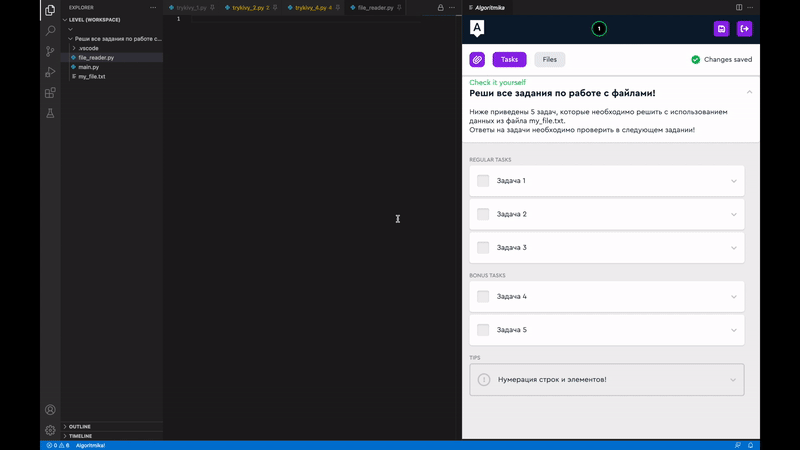 EXPLORER
LEVEL (WORKSPACE)
Реши все задания по работе с...
.vscode
file_reader.py
main.py
my_file.txt
OUTLINE
TIMELINE
0 6 Algoritmika!
trykivy_1.py
trykivy_2.py 2
trykivy_4.py 4
file_reader.py
1
Algoritmika
A
1
Tasks
Files
Changes saved
Check it yourself
Реши все задания по работе с файлами!
Ниже приведены 5 задач, которые необходимо решить с использованием
данных из файла my_file.txt.
Ответы на задачи необходимо проверить в следующем задании!
REGULAR TASKS
Задача 1
Задача 2
Задача 3
BONUS TASKS
Задача 4
Задача 5
TIPS
Нумерация строк и элементов!